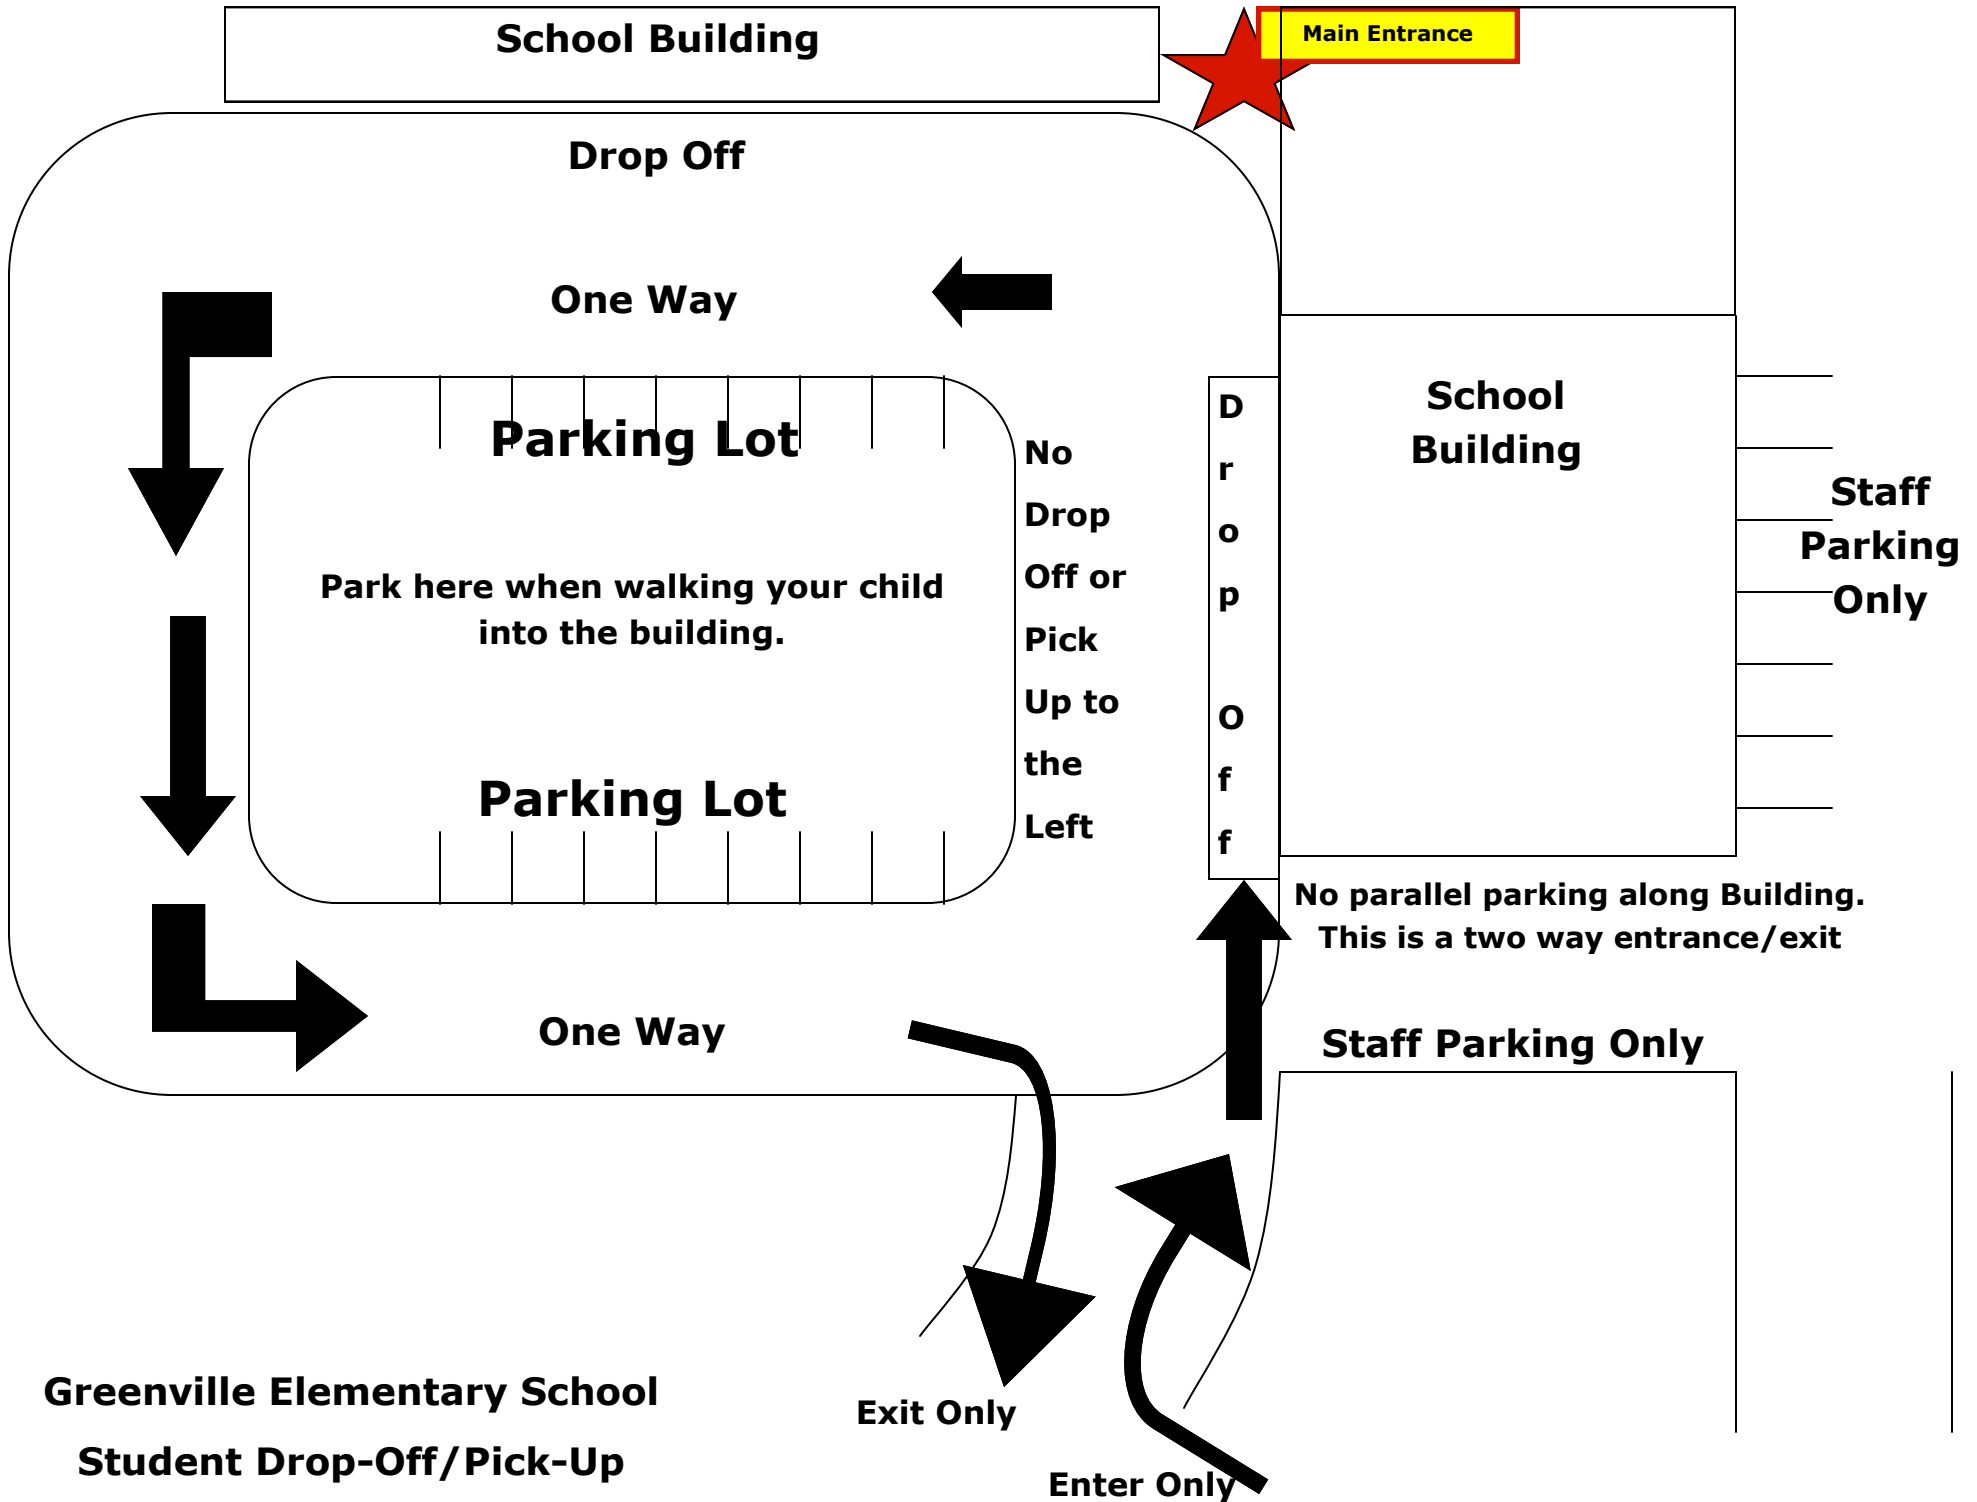 School Building
Main Entrance
Drop Off
One Way
Parking Lot
Park here when walking your child
into the building.
Parking Lot
No
Drop
Off or
Pick
Up to
the
Left
D
r
o
p
O
f
f
School
Building
Staff
Parking
Only
No parallel parking along Building.
This is a two way entrance/exit
One Way
Staff Parking Only
Exit Only
Enter Only
Greenville Elementary School
Student Drop-Off/Pick-Up